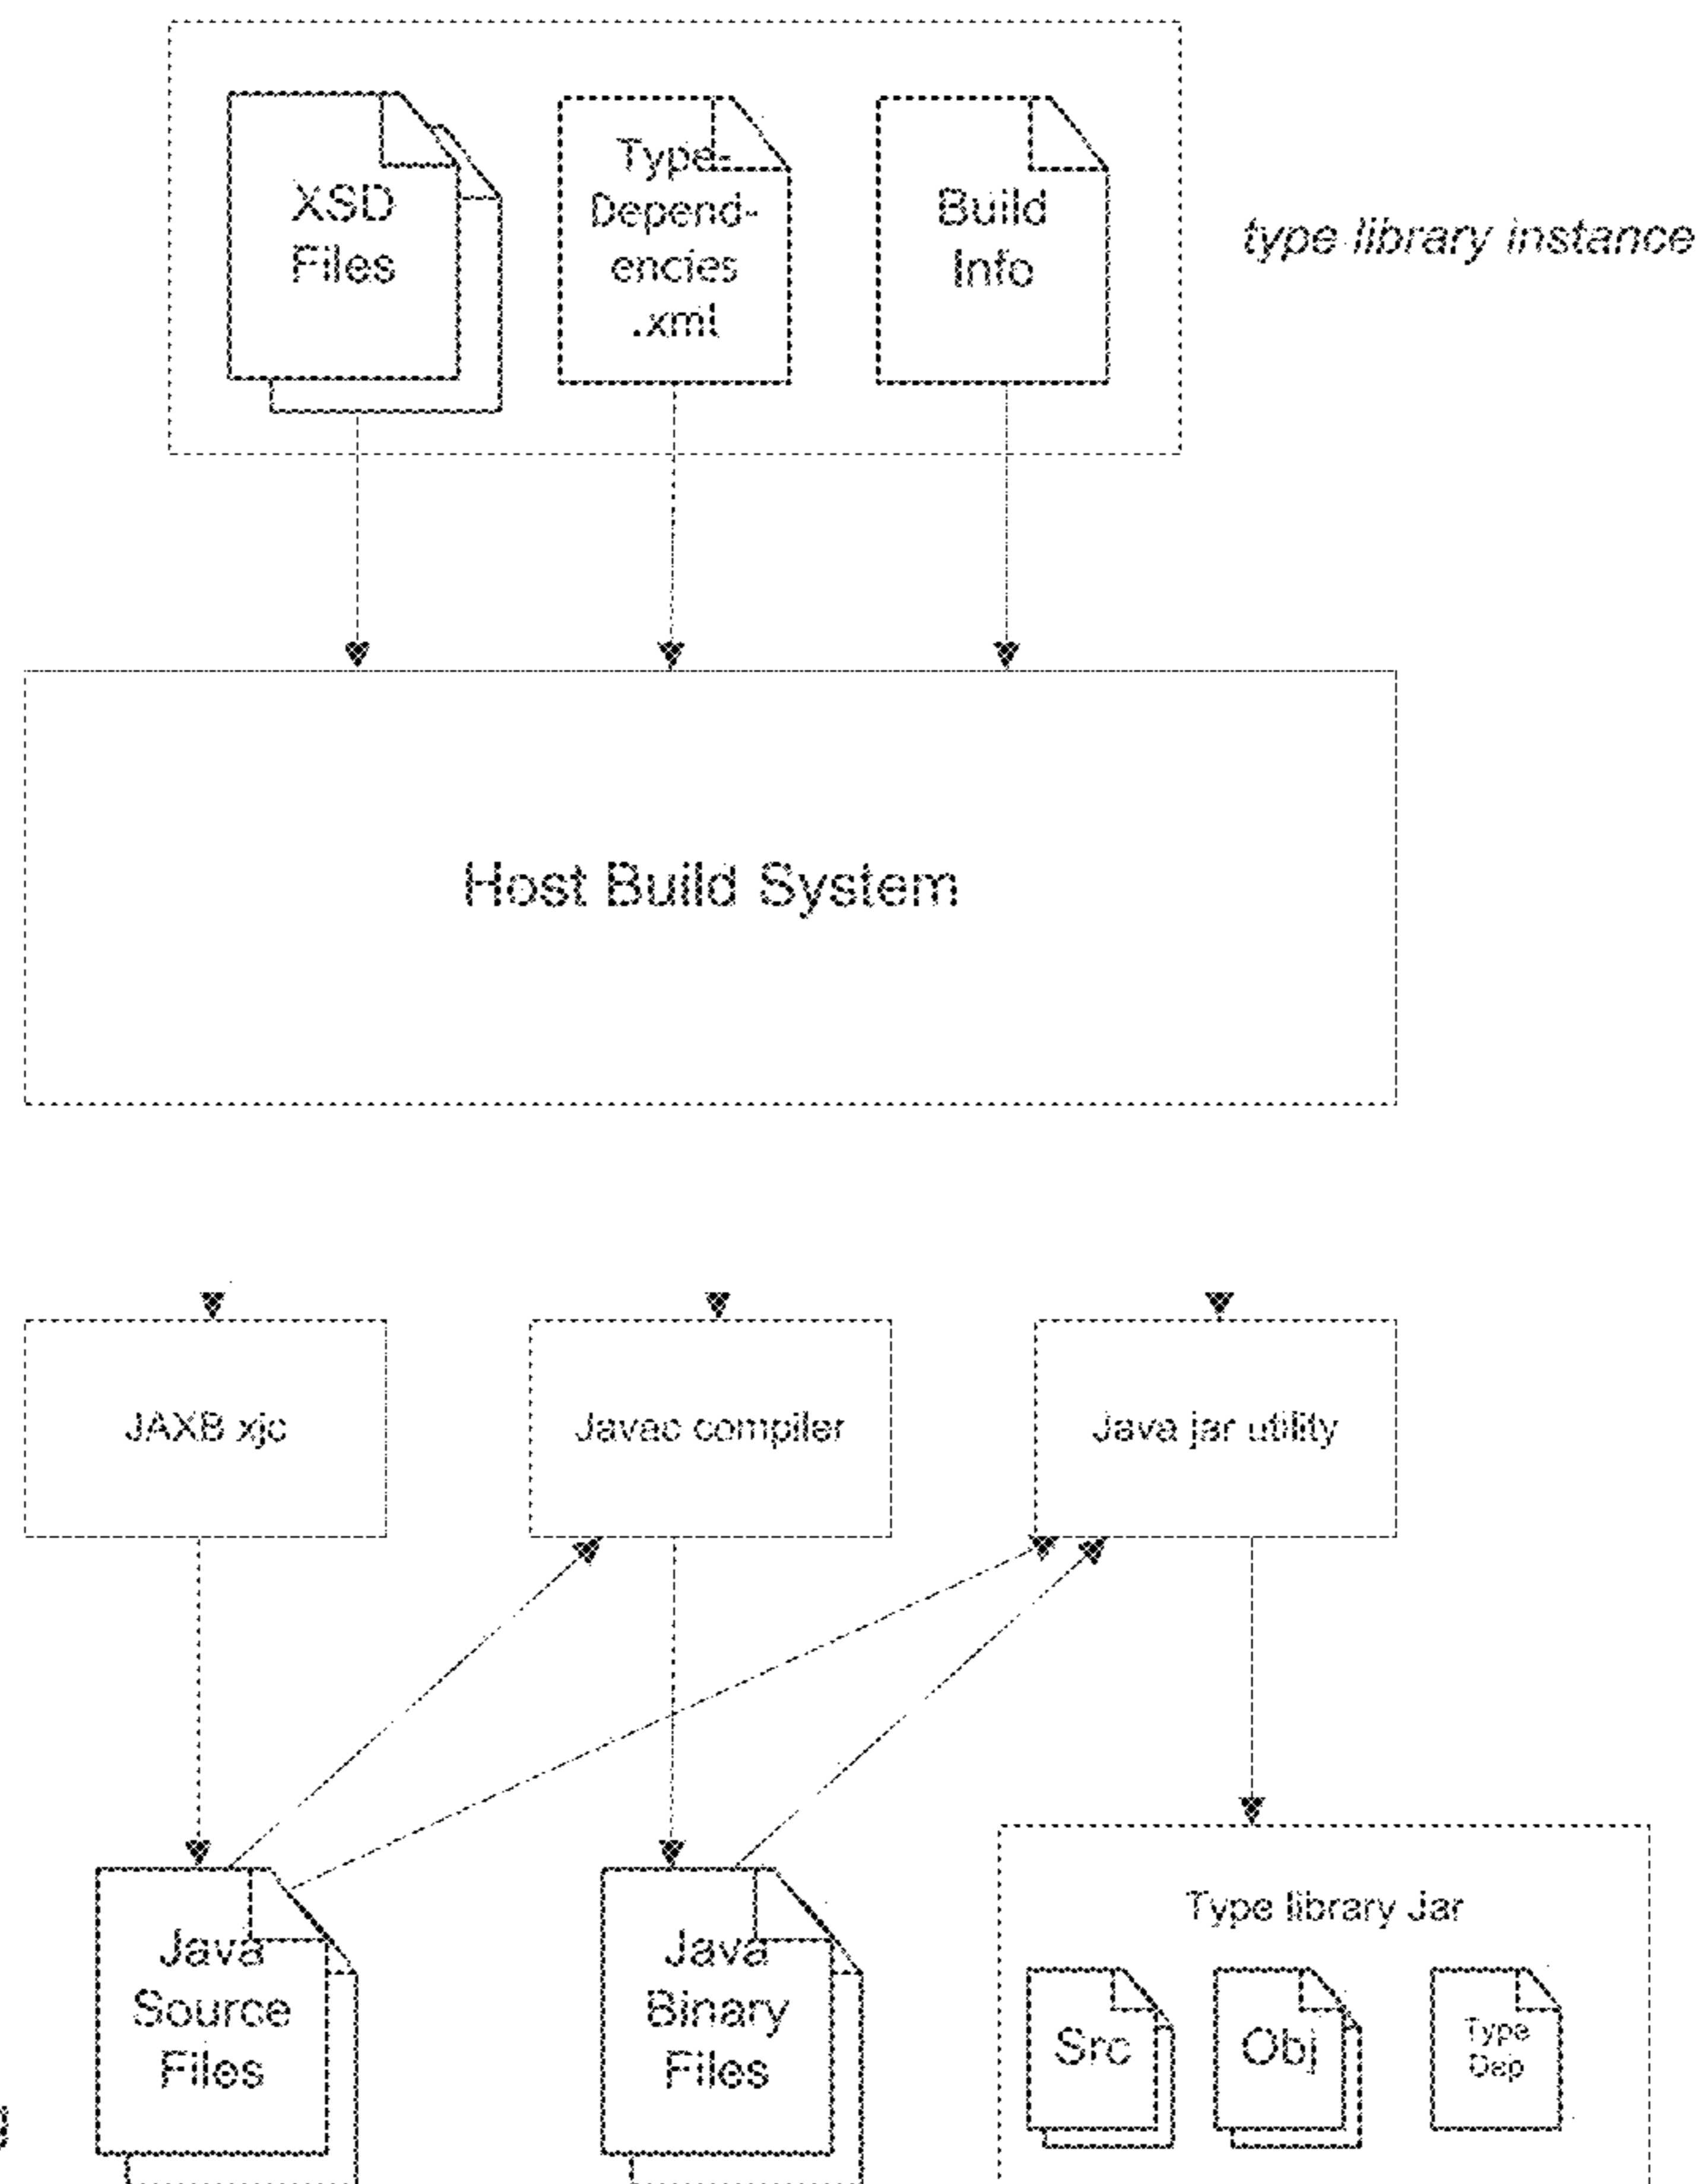 XSD
Files
Type-
Depend-
encies
.xml
Build
Info
type library instance
Host Build System
JAXB xjc
Javac compiler
Java jar utility
Java
Source
Files
Java
Binary
Files
Type library Jar
Src
Obj
Type
Dep